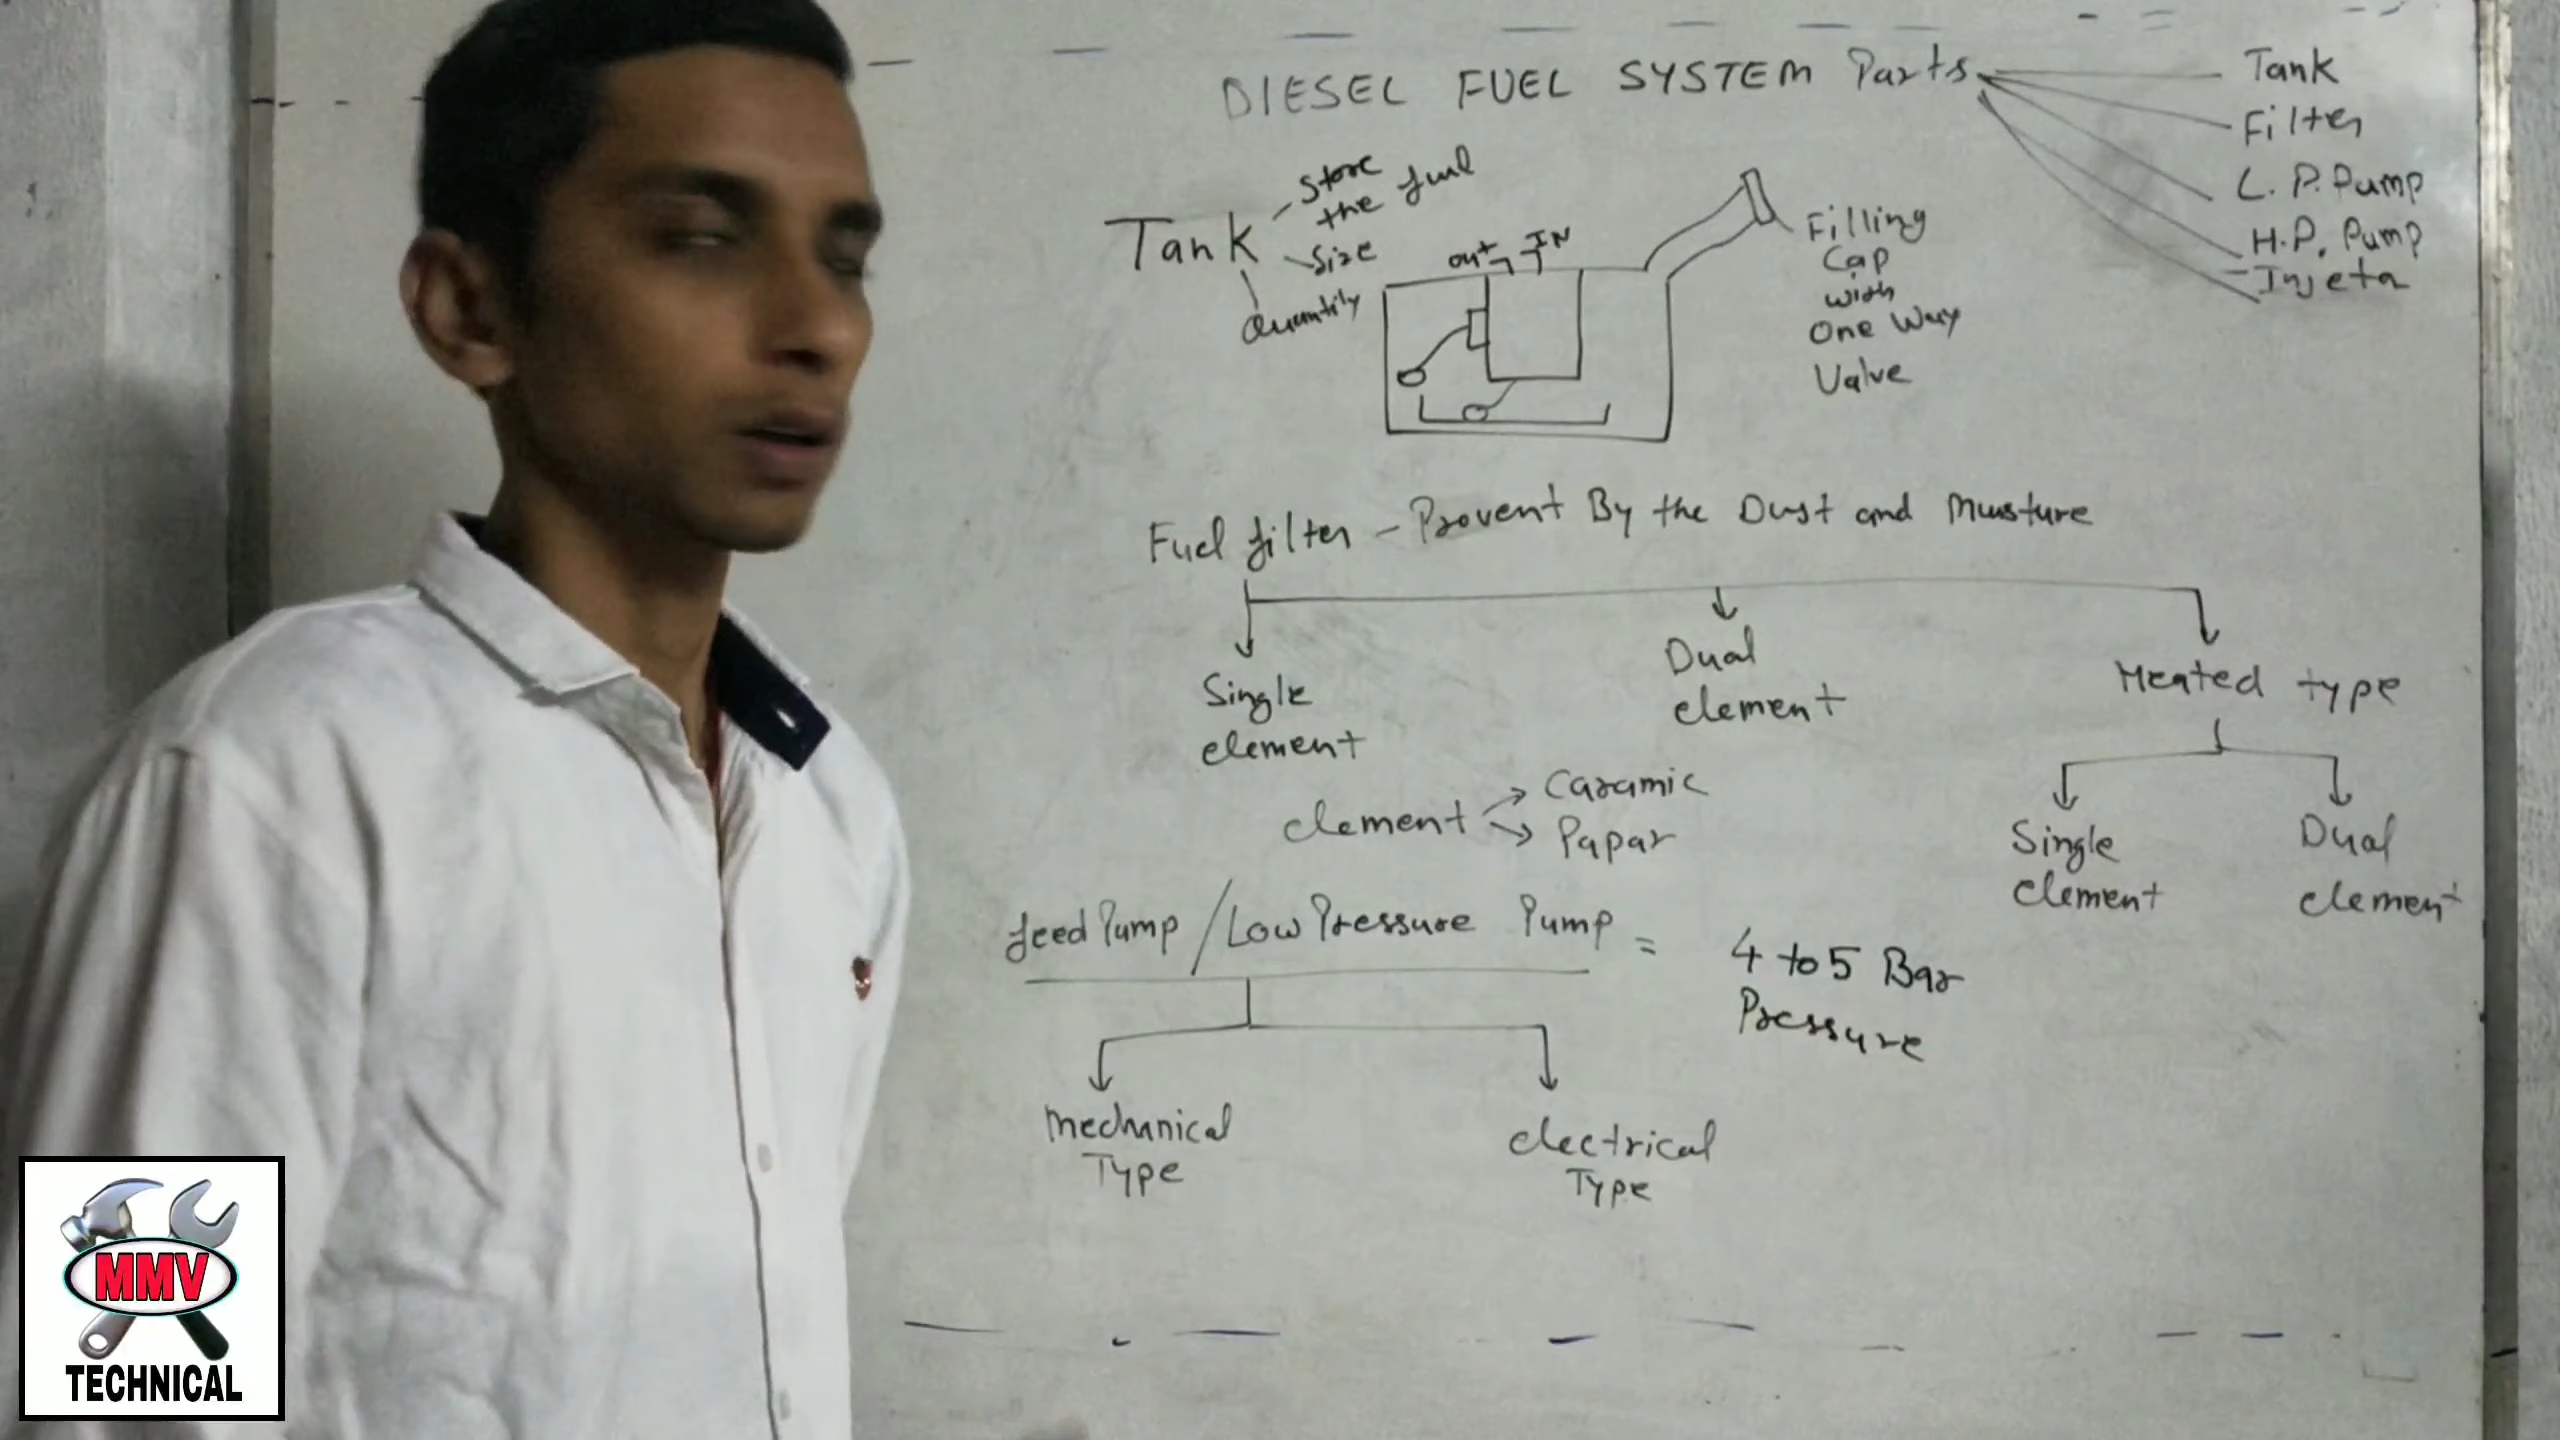 DIESEL FUEL SYSTEM Parts
Tank
Filter
L.P. Pump
H.P. Pump
Injeta
Tank
Store
the fuel
Size
Quantily
out IN
Filling
Cap
with
One Way
Valve
Fuel filter - Provent By the Dust and Musture
Single
element
Dual
element
Heated type
Single
element
Dual
element
element
Caramic
Papar
feed Pump / Low Pressure Pump = 4 to 5 Bar
Pressure
Mechanical
Type
electrical
Type
MMV
TECHNICAL